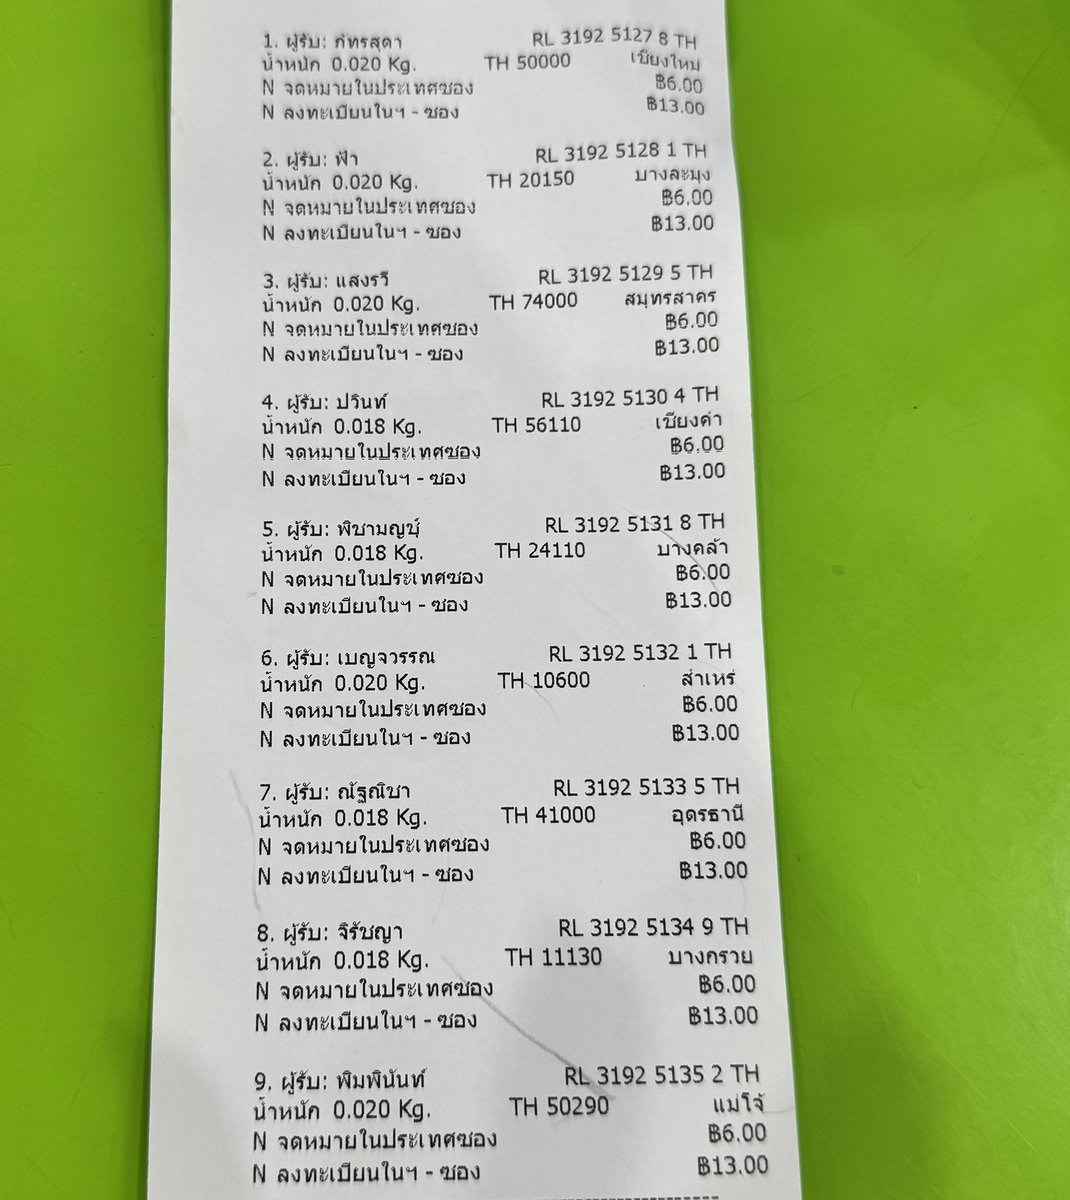 1. ผู้รับ: ภัทรสุดา RL 3192 5127 8 TH
น้ำหนัก 0.020 Kg. TH 50000 เชียงใหม่
N จดหมายในประเทศซอง ฿6.00
N ลงทะเบียนในฯ - ซอง ฿13.00
2. ผู้รับ: ฟ้า RL 3192 5128 1 TH
น้ำหนัก 0.020 Kg. TH 20150 บางละมุง
N จดหมายในประเทศซอง ฿6.00
N ลงทะเบียนในฯ - ซอง ฿13.00
3. ผู้รับ: แสงรวี RL 3192 5129 5 TH
น้ำหนัก 0.020 Kg. TH 74000 สมุทรสาคร
N จดหมายในประเทศซอง ฿6.00
N ลงทะเบียนในฯ - ซอง ฿13.00
4. ผู้รับ: ปวินท์ RL 3192 5130 4 TH
น้ำหนัก 0.018 Kg. TH 56110 เชียงคำ
N จดหมายในประเทศซอง ฿6.00
N ลงทะเบียนในฯ - ซอง ฿13.00
5. ผู้รับ: พิชามญชุ์ RL 3192 5131 8 TH
น้ำหนัก 0.018 Kg. TH 24110 บางคล้า
N จดหมายในประเทศซอง ฿6.00
N ลงทะเบียนในฯ - ซอง ฿13.00
6. ผู้รับ: เบญจวรรณ RL 3192 5132 1 TH
น้ำหนัก 0.020 Kg. TH 10600 สำเหร่
N จดหมายในประเทศซอง ฿6.00
N ลงทะเบียนในฯ - ซอง ฿13.00
7. ผู้รับ: ณัฐณิชา RL 3192 5133 5 TH
น้ำหนัก 0.018 Kg. TH 41000 อุดรธานี
N จดหมายในประเทศซอง ฿6.00
N ลงทะเบียนในฯ - ซอง ฿13.00
8. ผู้รับ: จิรัชญา RL 3192 5134 9 TH
น้ำหนัก 0.018 Kg. TH 11130 บางกรวย
N จดหมายในประเทศซอง ฿6.00
N ลงทะเบียนในฯ - ซอง ฿13.00
9. ผู้รับ: พิมพินันท์ RL 3192 5135 2 TH
น้ำหนัก 0.020 Kg. TH 50290 แม่โจ้
N จดหมายในประเทศซอง ฿6.00
N ลงทะเบียนในฯ - ซอง ฿13.00